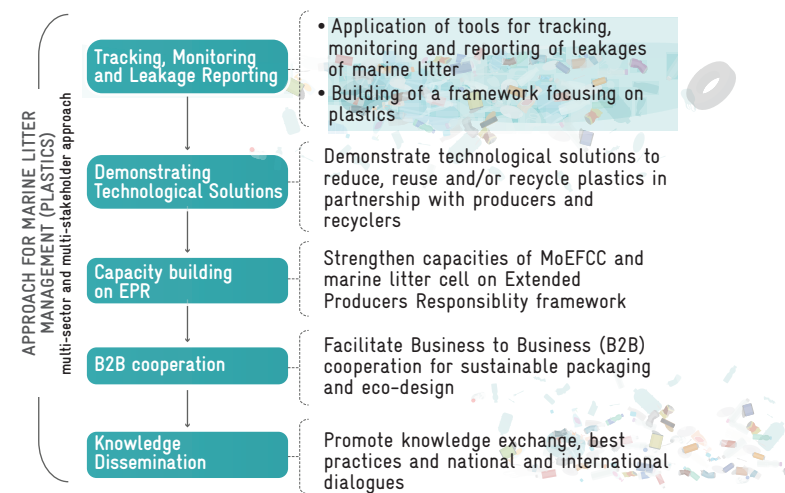 APPROACH FOR MARINE LITTER
MANAGEMENT (PLASTICS)
multi-sector and multi-stakeholder approach
Tracking, Monitoring
and Leakage Reporting
• Application of tools for tracking,
monitoring and reporting of leakages
of marine litter
• Building of a framework focusing on
plastics
Demonstrating
Technological Solutions
Demonstrate technological solutions to
reduce, reuse and/or recycle plastics in
partnership with producers and
recyclers
Capacity building
on EPR
Strengthen capacities of MoEFCC and
marine litter cell on Extended
Producers Responsiblity framework
B2B cooperation
Facilitate Business to Business (B2B)
cooperation for sustainable packaging
and eco-design
Knowledge
Dissemination
Promote knowledge exchange, best
practices and national and international
dialogues